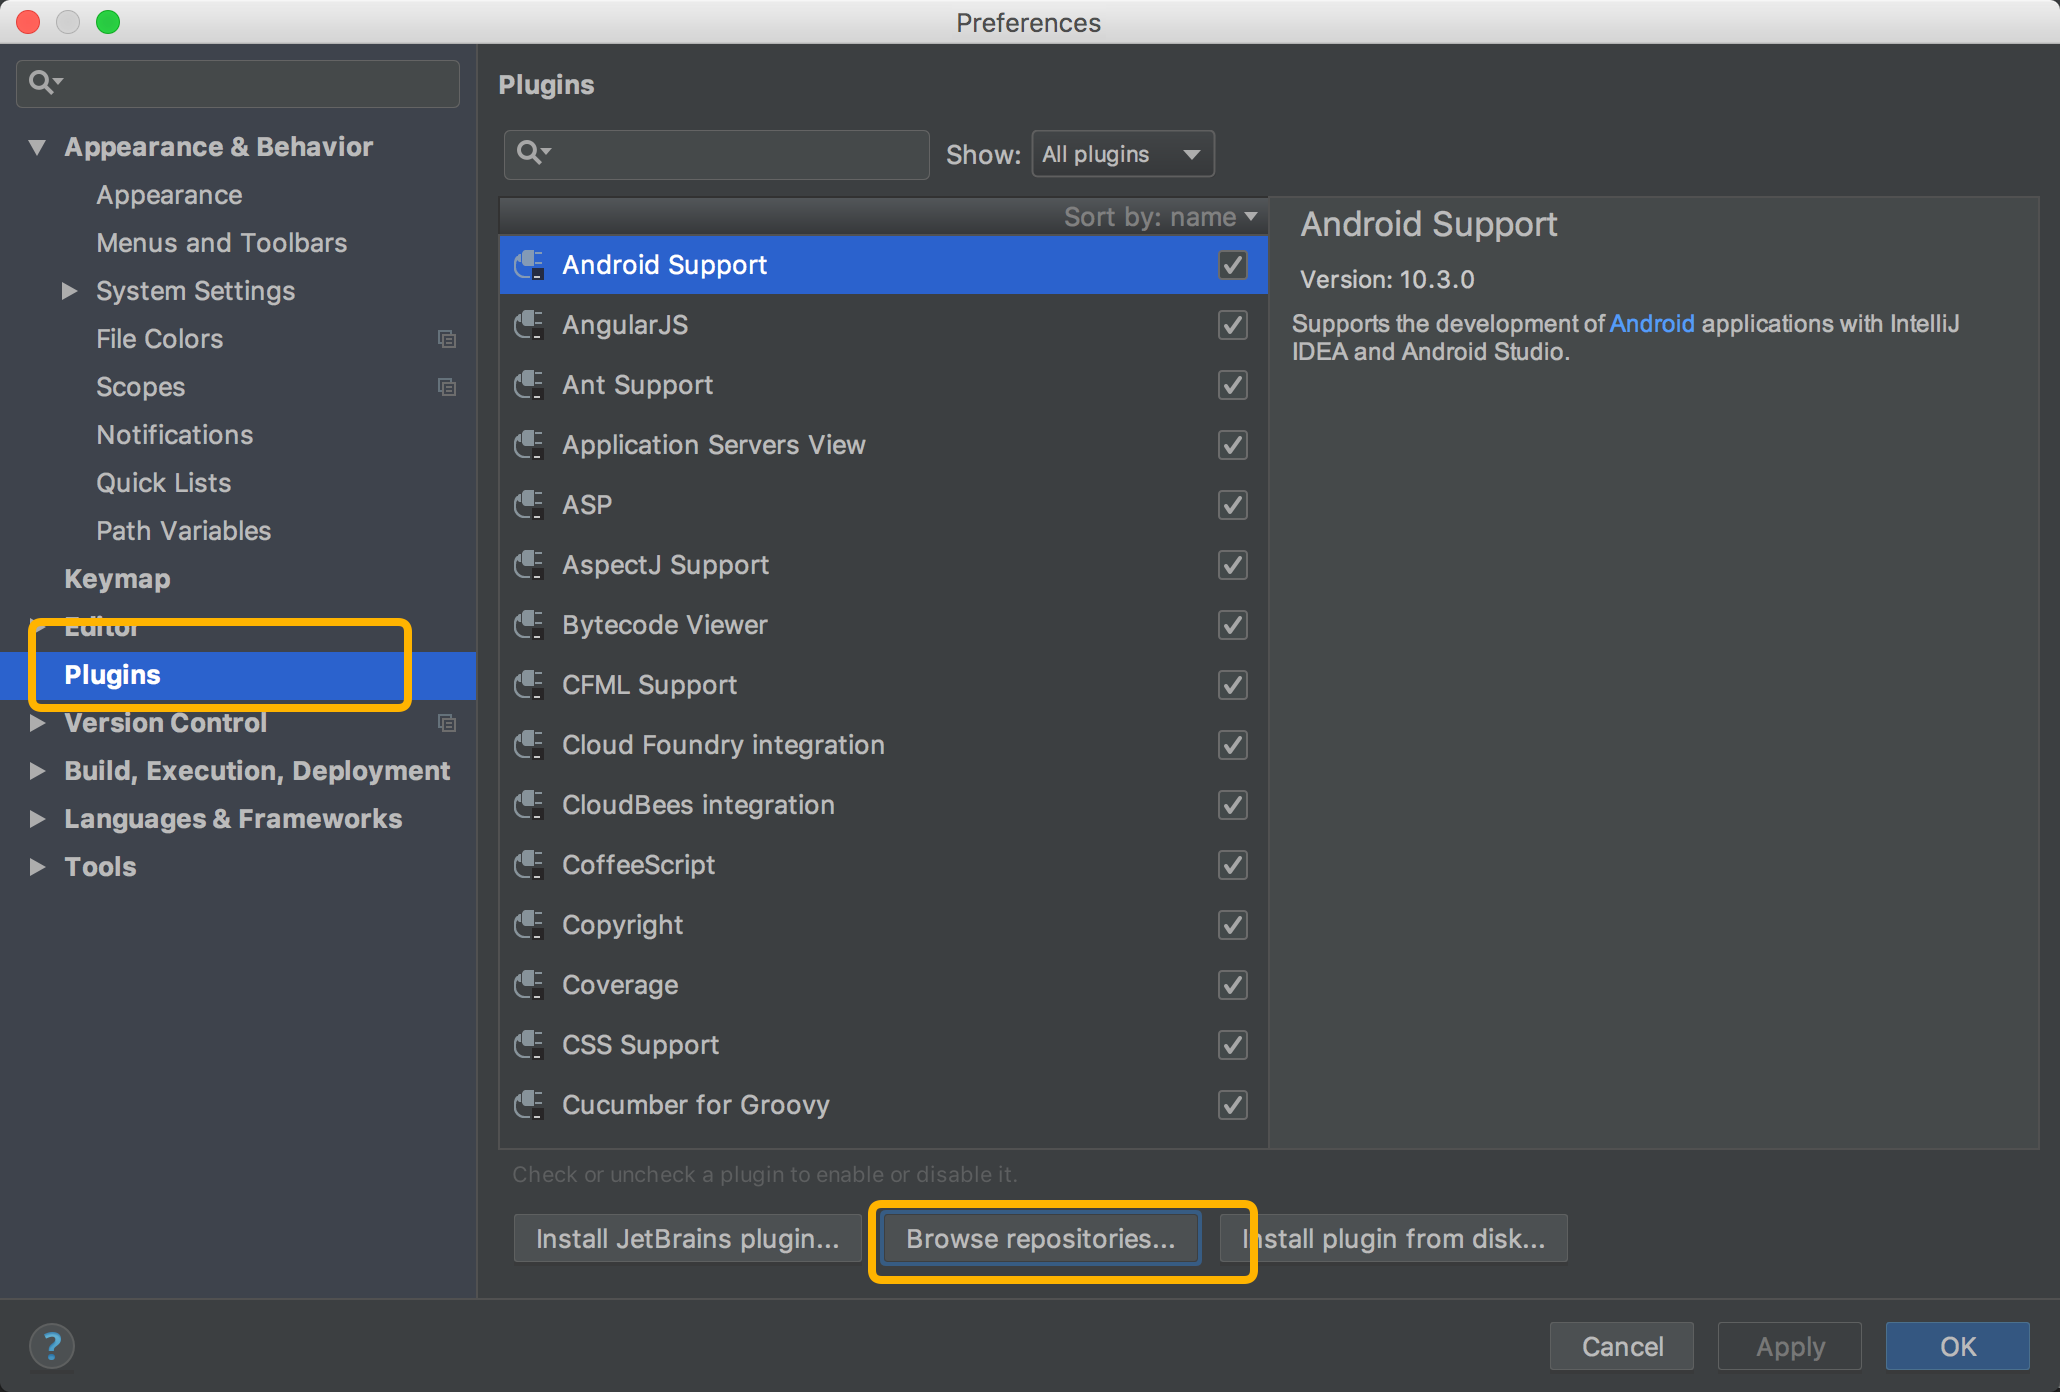 Preferences
Appearance & Behavior
Appearance
Menus and Toolbars
System Settings
File Colors
Scopes
Notifications
Quick Lists
Path Variables
Keymap
Editor
Plugins
Version Control
Build, Execution, Deployment
Languages & Frameworks
Tools
Plugins
Show: All plugins
Sort by: name
Android Support
AngularJS
Ant Support
Application Servers View
ASP
AspectJ Support
Bytecode Viewer
CFML Support
Cloud Foundry integration
CloudBees integration
CoffeeScript
Copyright
Coverage
CSS Support
Cucumber for Groovy
Android Support
Version: 10.3.0
Supports the development of Android applications with IntelliJ
IDEA and Android Studio.
Check or uncheck a plugin to enable or disable it.
Install JetBrains plugin... Browse repositories... Install plugin from disk...
? Cancel Apply OK